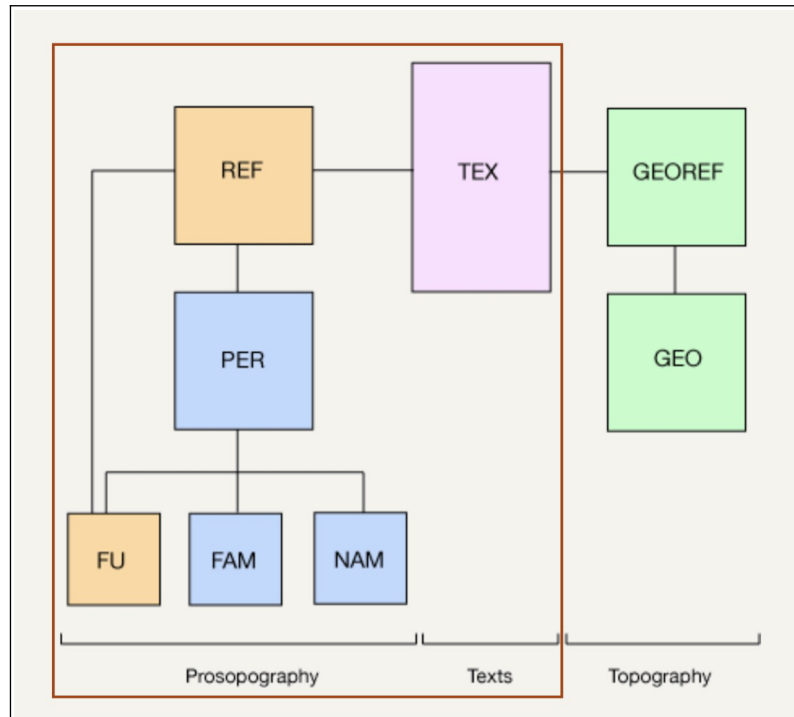 REF
TEX
GEOREF
PER
GEO
FU
FAM
NAM
Prosopography
Texts
Topography